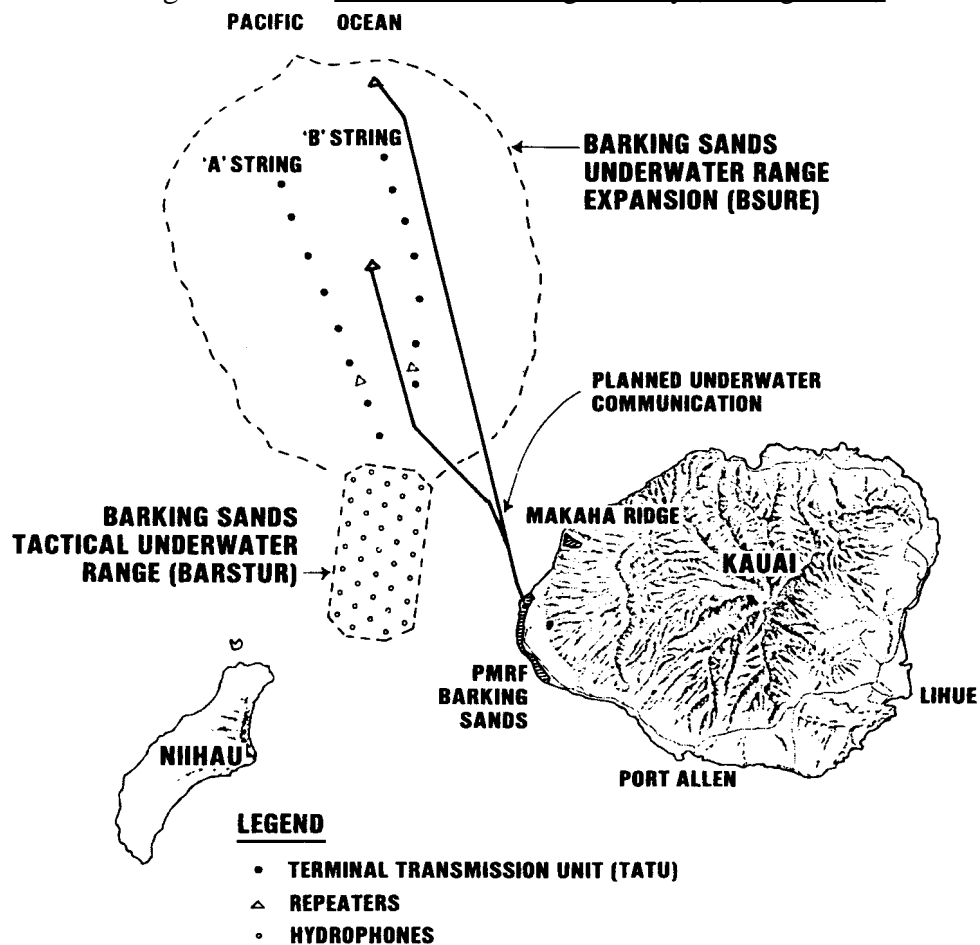 PACIFIC OCEAN
'B' STRING
'A' STRING
BARKING SANDS
UNDERWATER RANGE
EXPANSION (BSURE)
PLANNED UNDERWATER
COMMUNICATION
MAKAHA RIDGE
BARKING SANDS
TACTICAL UNDERWATER
RANGE (BARSTUR)
KAUAI
PMRF
BARKING
SANDS
LIHUE
NIIHAU
PORT ALLEN
LEGEND
TERMINAL TRANSMISSION UNIT (TATU)
REPEATERS
HYDROPHONES